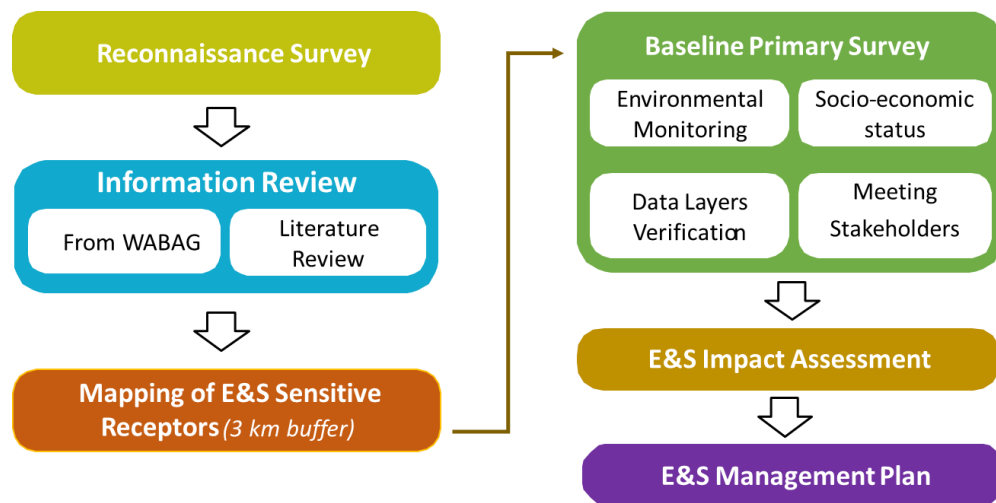 Reconnaissance Survey
Information Review
From WABAG
Literature
Review
Mapping of E&S Sensitive
Receptors (3 km buffer)
Baseline Primary Survey
Environmental
Monitoring
Socio-economic
status
Data Layers
Verification
Meeting
Stakeholders
E&S Impact Assessment
E&S Management Plan